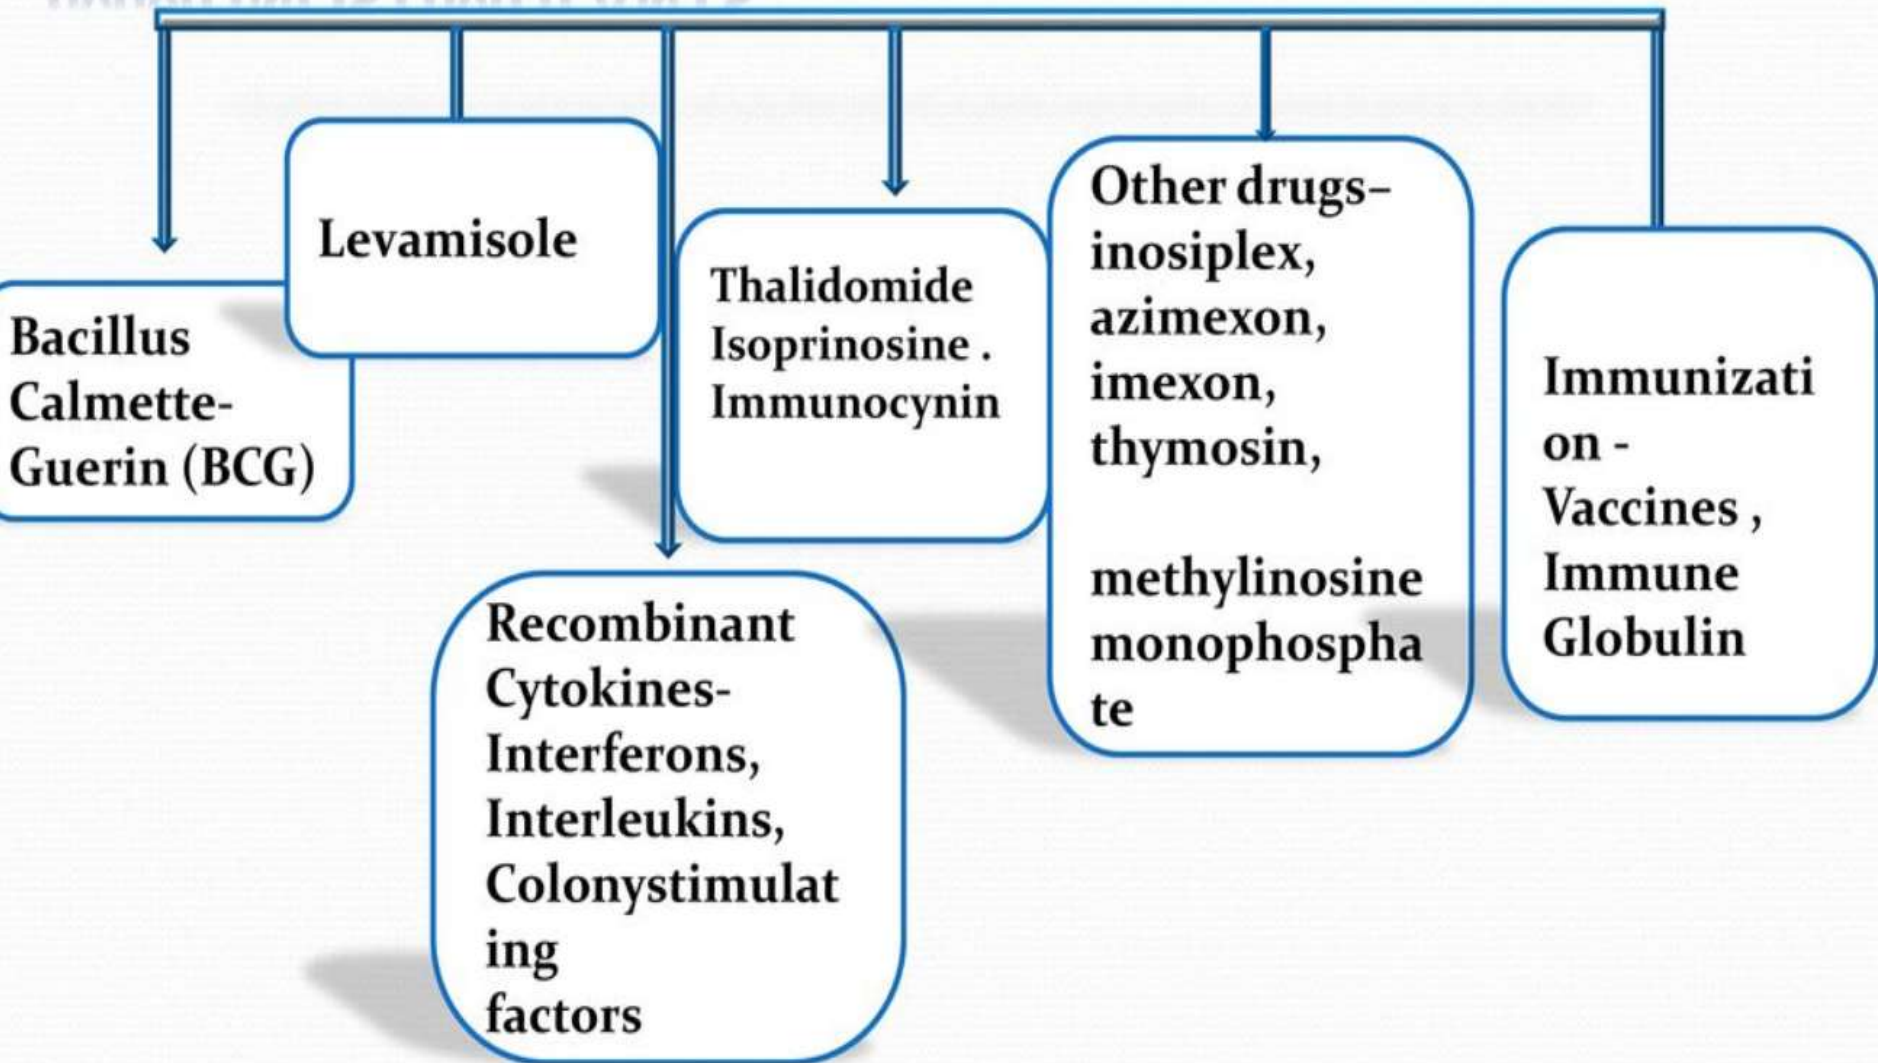 Bacillus
Calmette-
Guerin (BCG)
Levamisole
Recombinant
Cytokines-
Interferons,
Interleukins,
Colonystimulat
ing
factors
Thalidomide
Isoprinosine .
Immunocynin
Other drugs–
inosiplex,
azimexon,
imexon,
thymosin,
methylinosine
monophospha
te
Immunizati
on -
Vaccines ,
Immune
Globulin